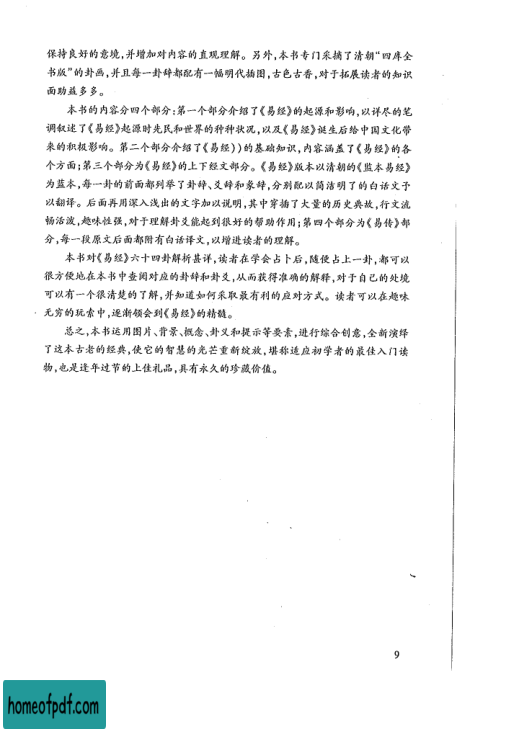 保持良好的意境,并增加对内容的直观理解。另外,本书专门采摘了清朝“四库全
书版”的卦画,并且每一卦辞都配有一幅明代插图,古色古香,对于拓展读者的知识
面助益多多。
本书的内容分四个部分:第一个部分介绍了《易经》的起源和影响,以详尽的笔
调叙述了《易经》起源时先民和世界的种种状况,以及《易经》诞生后给中国文化带
来的积极影响。第二个部分介绍了《易经》)的基础知识,内容涵盖了《易经》的各
个方面;第三个部分为《易经》的上下经文部分。《易经》版本以清朝的《监本易经》
为蓝本,每一卦的前面都列举了卦辞、爻辞和彖辞,分别配以简洁明了的白话文予
以翻译。后面再用深入浅出的文字加以说明,其中穿插了大量的历史典故,行文流
畅活泼,趣味性强,对于理解卦爻能起到很好的帮助作用;第四个部分为《易传》部
分,每一段原文后面都附有白话译文,以增进读者的理解。
本书对《易经》六十四卦解析甚详,读者在学会占卜后,随便占上一卦,都可以
很方便地在本书中查阅对应的卦辞和卦爻,从而获得准确的解释,对于自己的处境
可以有一个很清楚的了解,并知道如何采取最有利的应对方式。读者可以在趣味
无穷的玩索中,逐渐领会到《易经》的精髓。
总之,本书运用图片、背景、概念、卦义和提示等要素,进行综合创意,全新演绎
了这本古老的经典,使它的智慧的光芒重新绽放,堪称适应初学者的最佳入门读
物,也是逢年过节的上佳礼品,具有永久的珍藏价值。
9
homeofpdf.com